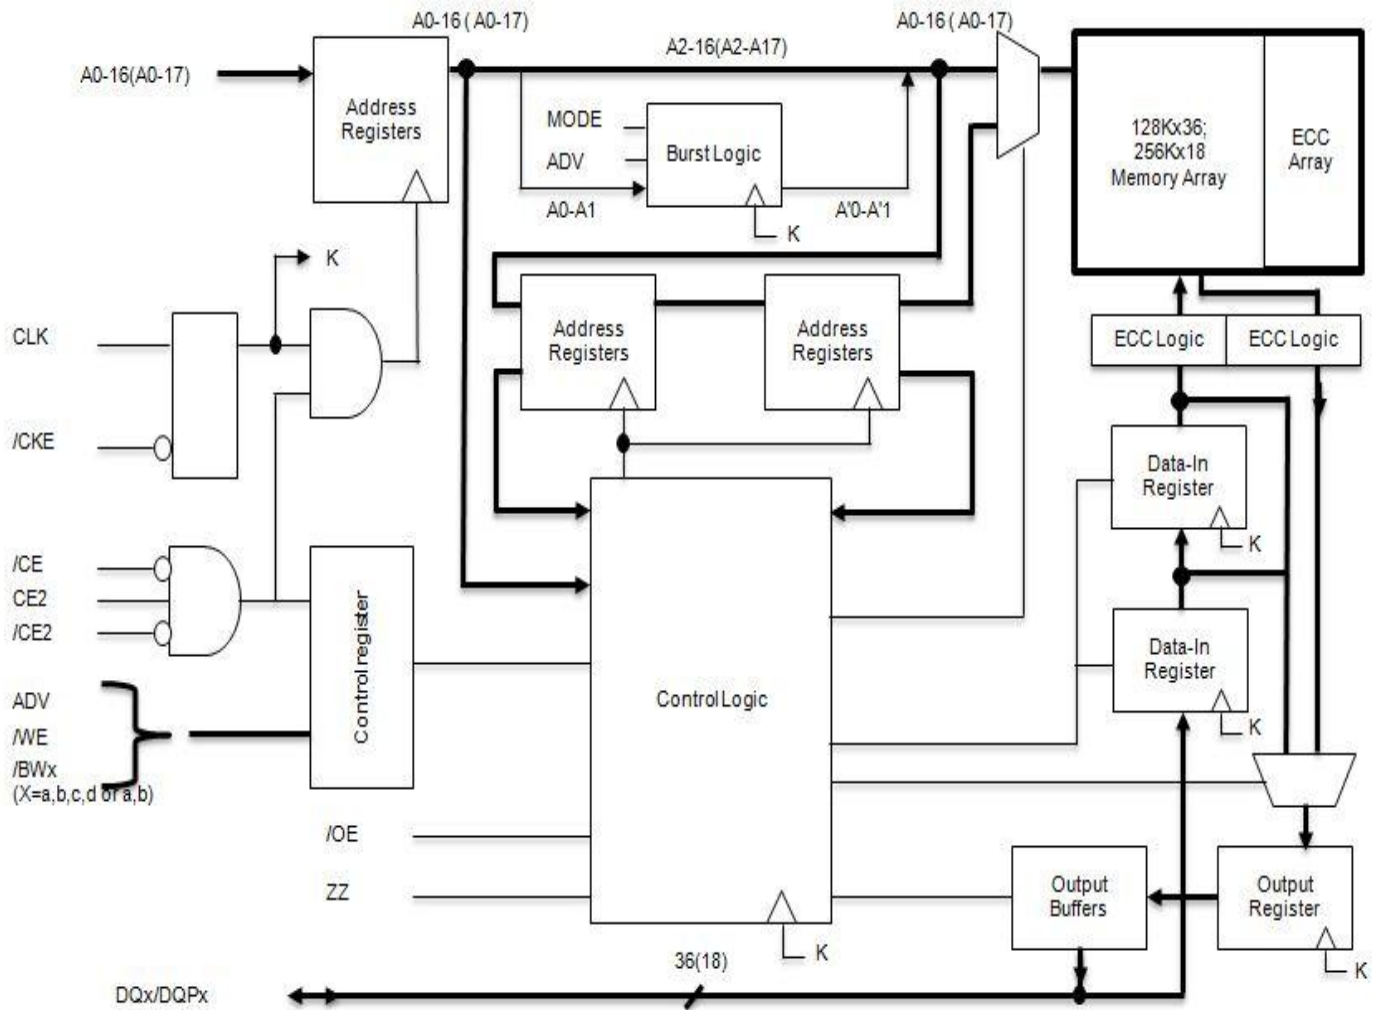 A0-16 ( A0-17)
A0-16 ( A0-17)
A2-16(A2-A17)
A0-16(A0-17)
Address
Registers
MODE
ADV
Burst Logic
A0-A1
A'0-A'1
K
128Kx36;
256Kx18
Memory Array
ECC
Array
K
CLK
/CKE
Address
Registers
Address
Registers
ECC Logic
ECC Logic
Data-In
Register
K
/CE
CE2
/CE2
Control register
Data-In
Register
K
ADV
/WE
/BWx
(X=a,b,c,d or a,b)
Control Logic
/OE
ZZ
K
Output
Buffers
Output
Register
K
36(18)
DQx/DQPx